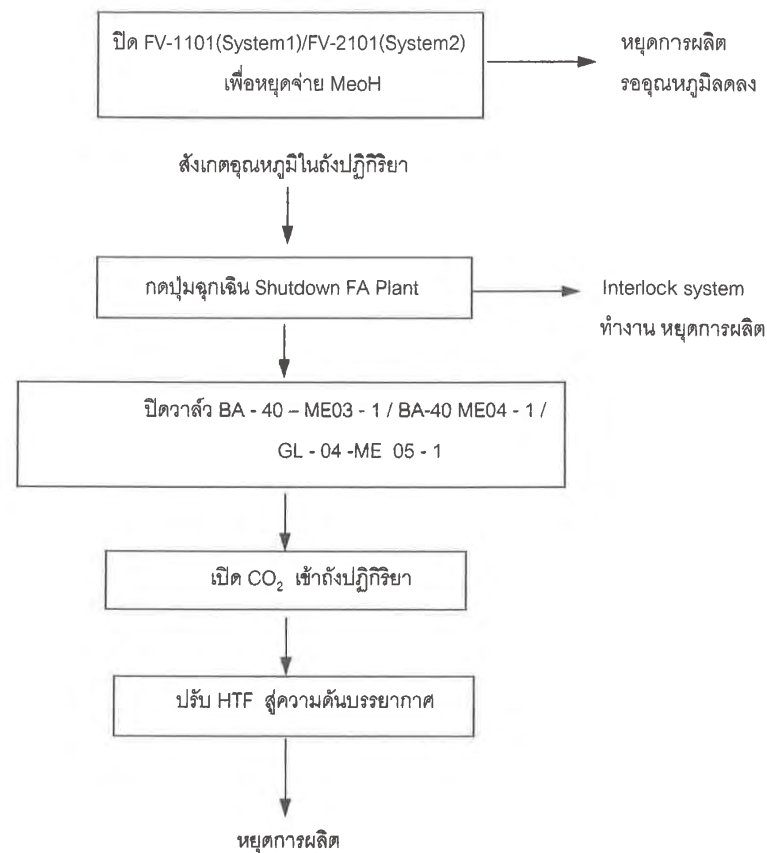 ปิด FV-1101(System1)/FV-2101(System2)
เพื่อหยุดจ่าย MeoH
หยุดการผลิต
รออุณหภูมิลดลง
สังเกตอุณหภูมิในถังปฏิกิริยา
กดปุ่มฉุกเฉิน Shutdown FA Plant
Interlock system
ทำงาน หยุดการผลิต
ปิดวาล์ว BA - 40 – ME03 - 1 / BA-40 ME04 - 1 /
GL - 04 -ME 05 - 1
เปิด CO₂ เข้าถังปฏิกิริยา
ปรับ HTF สู่ความดันบรรยากาศ
หยุดการผลิต